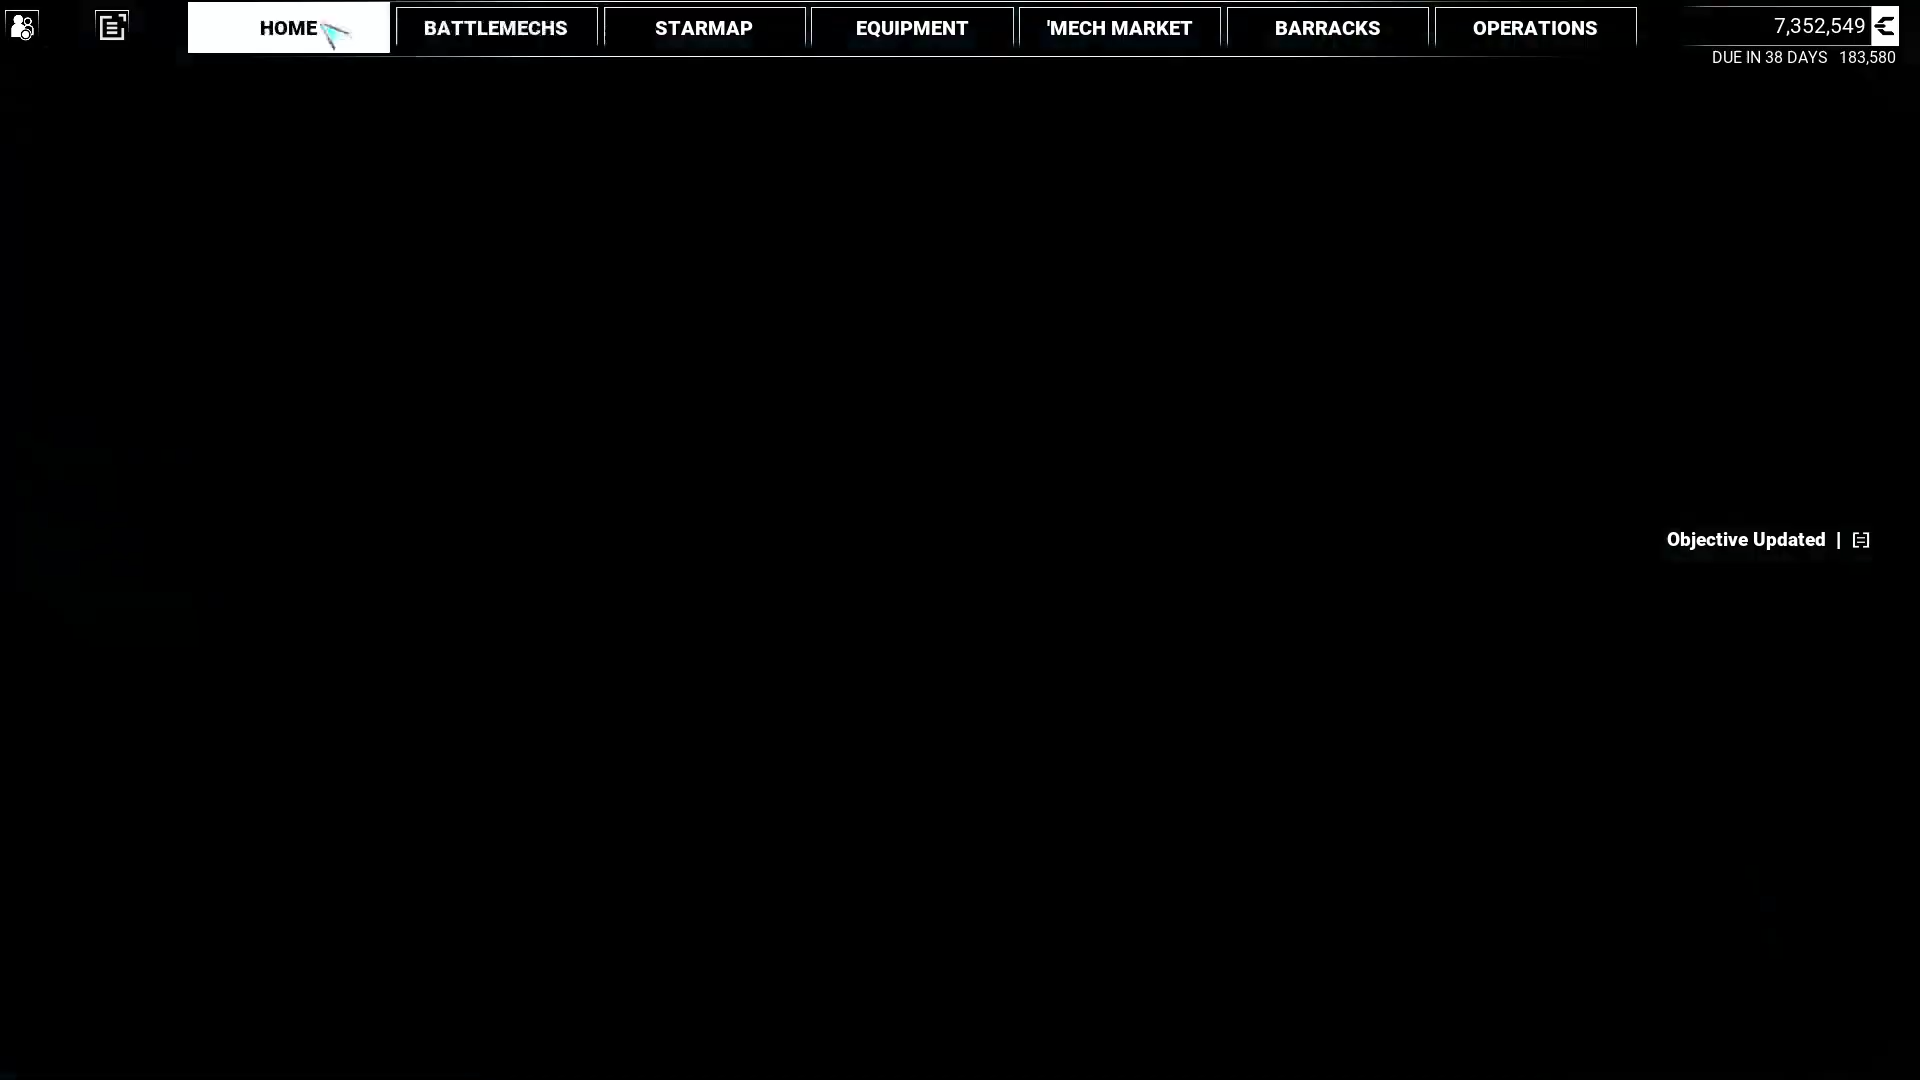 HOME
BATTLEMECHS
STARMAP
EQUIPMENT
'MECH MARKET
BARRACKS
OPERATIONS
7,352,549
DUE IN 38 DAYS 183,580
Objective Updated |